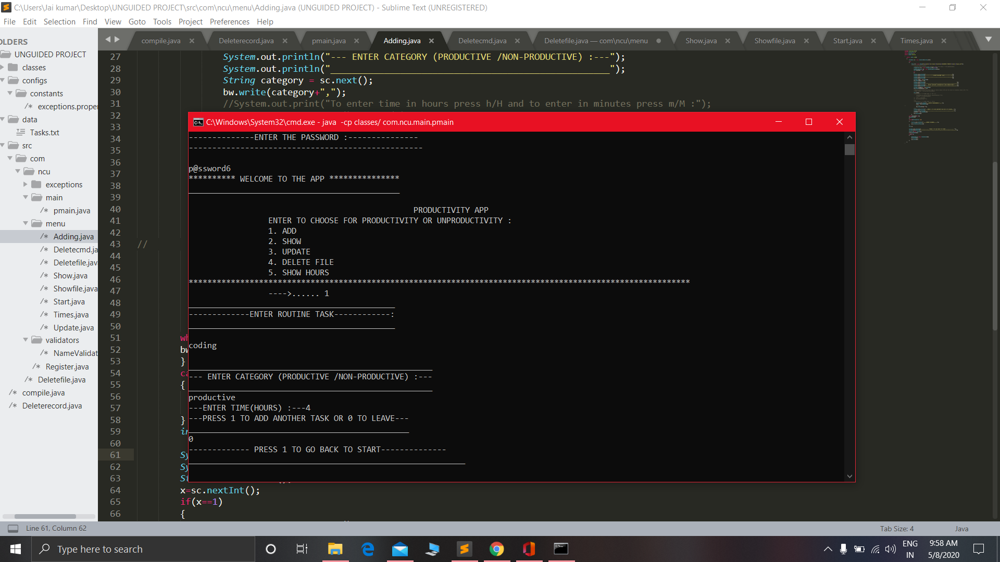 C:\Users\Jai kumar\Desktop\UNGUIDED PROJECT\src\com\ncu\menu\Adding.java (UNGUIDED PROJECT) - Sublime Text (UNREGISTERED)
File Edit Selection Find View Goto Tools Project Preferences Help
OLDERS
UNGUIDED PROJECT
classes
configs
constants
/* exceptions.proper
data
Tasks.txt
src
com
ncu
exceptions
main
/* pmain.java
menu
/* Adding.java
/* Deletecmd.ja
/* Deletefile.jav
/* Show.java
/* Showfile.java
/* Start.java
/* Times.java
/* Update.java
validators
/* NameValidat
/* Register.java
/* Deletefile.java
/* compile.java
/* Deleterecord.java
compile.java × Deleterecord.java × pmain.java × Adding.java × Deletecmd.java × Deletefile.java — com\ncu\menu ● Show.java × Showfile.java × Start.java × Times.java ×
27 System.out.println("--- ENTER CATEGORY (PRODUCTIVE /NON-PRODUCTIVE) :---");
28 System.out.println("____________________________________________________");
29 String category = sc.next();
30 bw.write(category+",");
31 //System.out.print("To enter time in hours press h/H and to enter in minutes press m/M :");
32
33
34
35
36
37
38
39
40
41
42
43 //
44
45
46
47
48
49
50
51 wh
52 bw
53 }
54 ca
55 {
56
57
58 }
59 in
60
61 Sy
62 Sy
63 St
64 x=sc.nextInt();
65 if(x==1)
66 {
C:\Windows\System32\cmd.exe - java  -cp classes/ com.ncu.main.pmain
--------------ENTER THE PASSWORD :---------------
--------------------------------------------------
p@ssword6
********** WELCOME TO THE APP ***************
_____________________________________________
PRODUCTIVITY APP
ENTER TO CHOOSE FOR PRODUCTIVITY OR UNPRODUCTIVITY :
1. ADD
2. SHOW
3. UPDATE
4. DELETE FILE
5. SHOW HOURS
***********************************************************************************************************
---->...... 1
____________________________________________
-------------ENTER ROUTINE TASK------------:
____________________________________________
coding
____________________________________________________
--- ENTER CATEGORY (PRODUCTIVE /NON-PRODUCTIVE) :---
____________________________________________________
productive
---ENTER TIME(HOURS) :---4
---PRESS 1 TO ADD ANOTHER TASK OR 0 TO LEAVE---
_______________________________________________
0
------------- PRESS 1 TO GO BACK TO START--------------
___________________________________________________________
Line 61, Column 62
Tab Size: 4
Java
Type here to search
ENG
IN
9:58 AM
5/8/2020